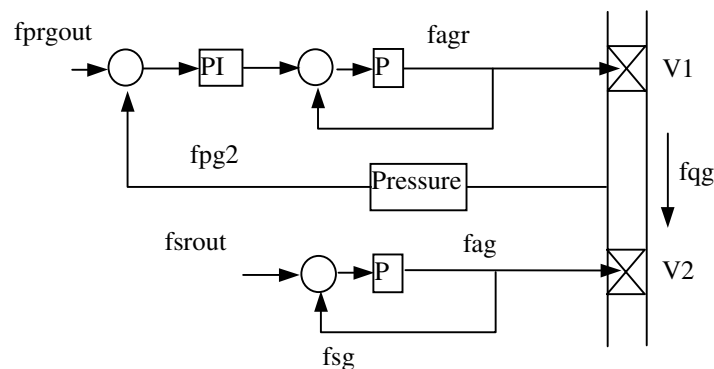 fprgout
PI
P
fagr
V1
fpg2
Pressure
fqg
fsrout
P
fag
V2
fsg